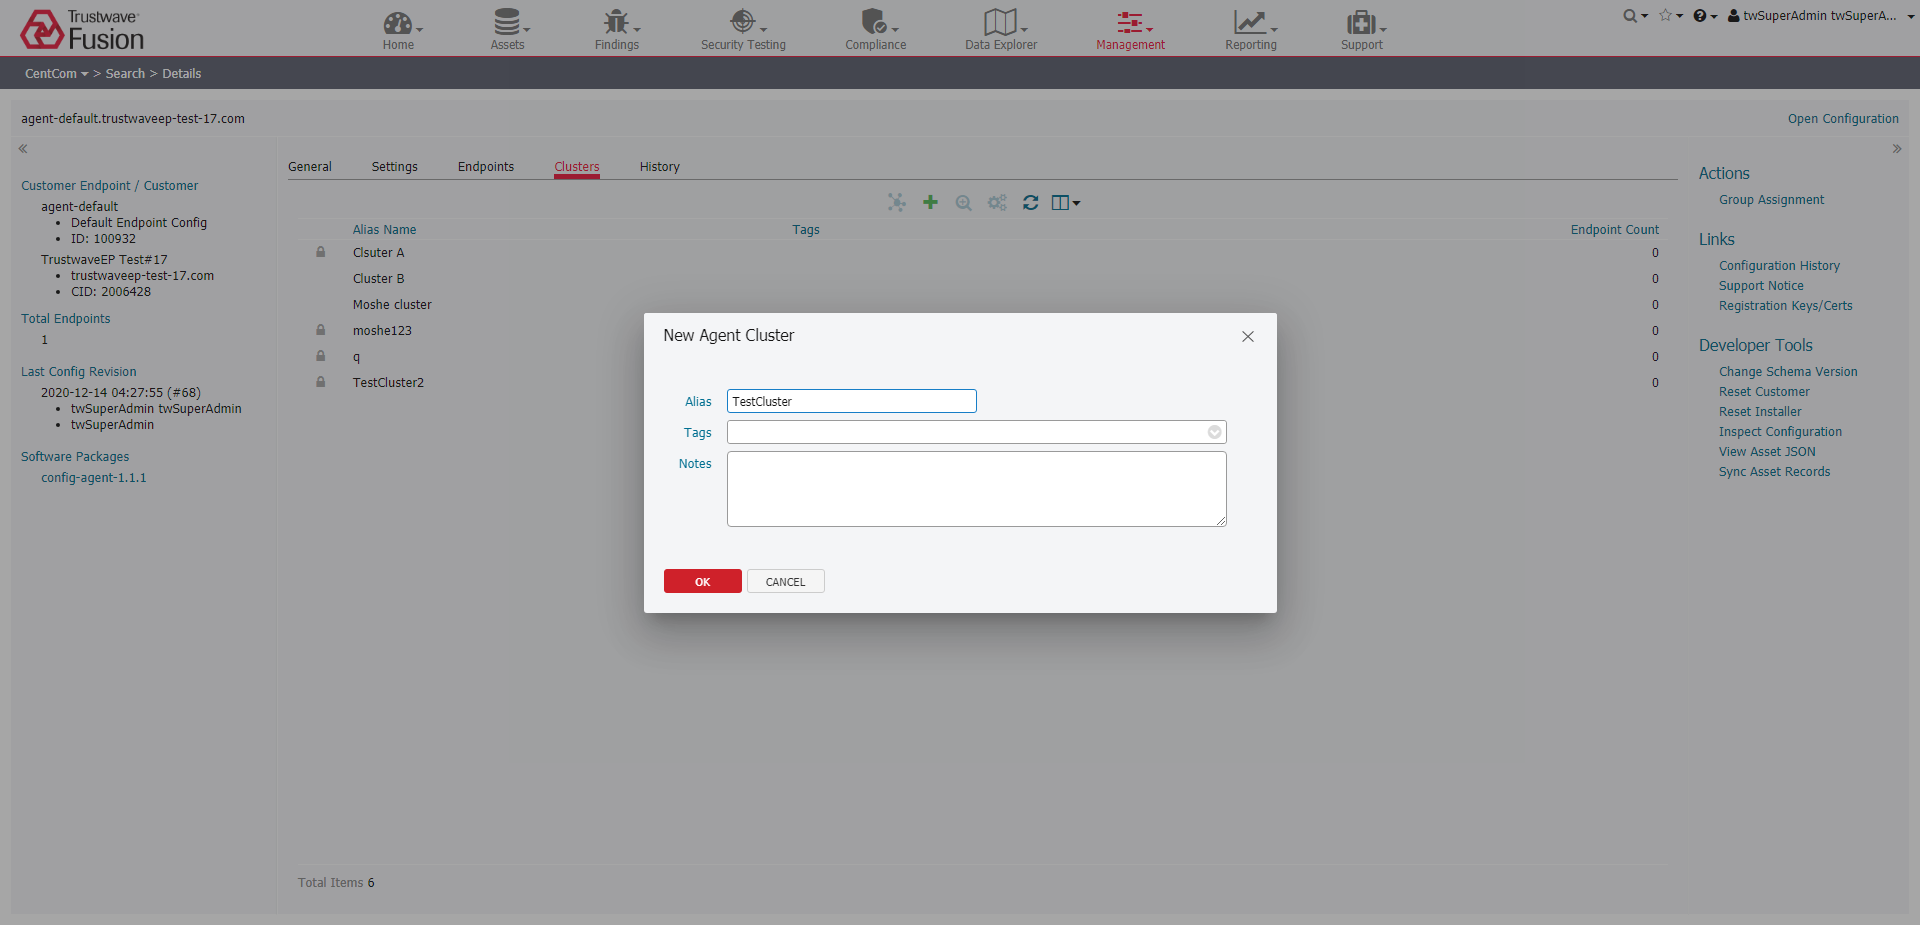 Trustwave®
Fusion
Home
Assets
Findings
Security Testing
Compliance
Data Explorer
Management
Reporting
Support
twSuperAdmin twSuperA...
CentCom > Search > Details
agent-default.trustwaveep-test-17.com
Open Configuration
«
»
Customer Endpoint / Customer
agent-default
• Default Endpoint Config
• ID: 100932
TrustwaveEP Test#17
• trustwaveep-test-17.com
• CID: 2006428
Total Endpoints
1
Last Config Revision
2020-12-14 04:27:55 (#68)
• twSuperAdmin twSuperAdmin
• twSuperAdmin
Software Packages
config-agent-1.1.1
General Settings Endpoints Clusters History
Alias Name Tags Endpoint Count
Clsuter A 0
Cluster B 0
Moshe cluster 0
moshe123 0
q 0
TestCluster2 0
Total Items 6
New Agent Cluster
Alias TestCluster
Tags
Notes
OK CANCEL
Actions
Group Assignment
Links
Configuration History
Support Notice
Registration Keys/Certs
Developer Tools
Change Schema Version
Reset Customer
Reset Installer
Inspect Configuration
View Asset JSON
Sync Asset Records